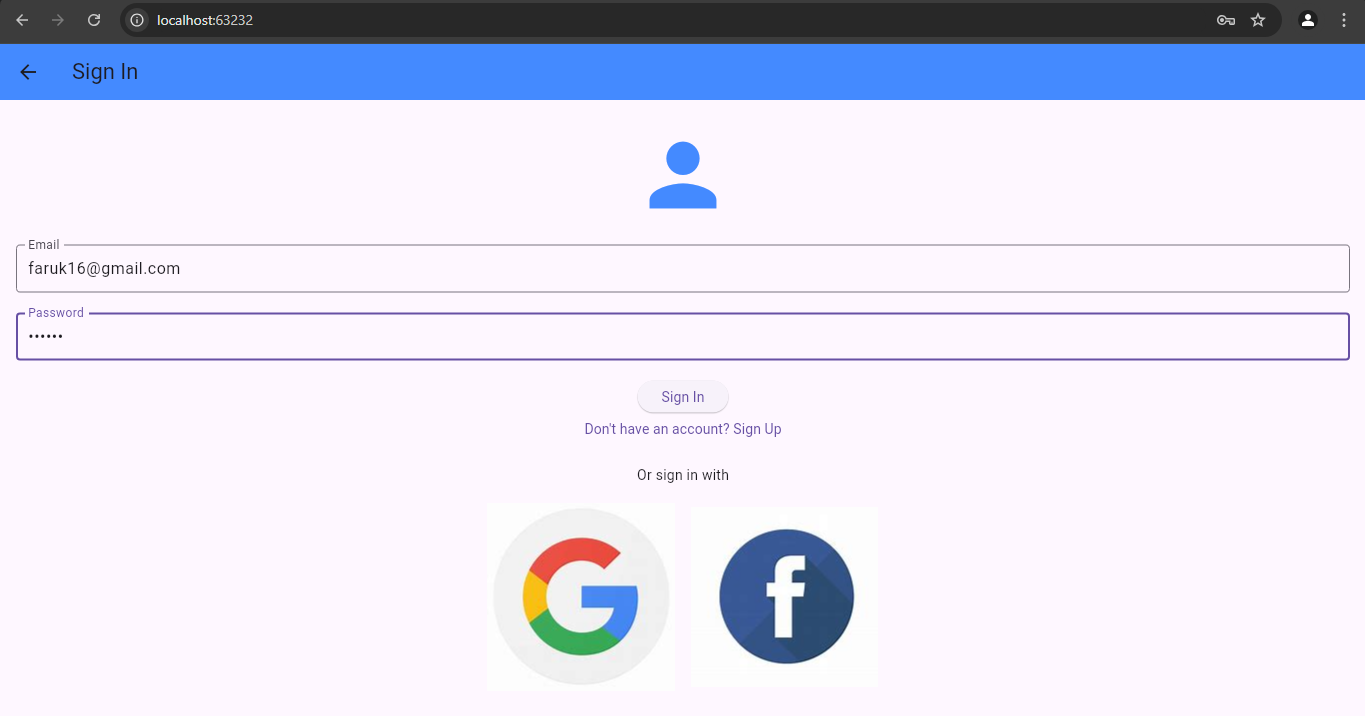 localhost:63232
Sign In
Email
faruk16@gmail.com
Password
••••••
Sign In
Don't have an account? Sign Up
Or sign in with
G
f